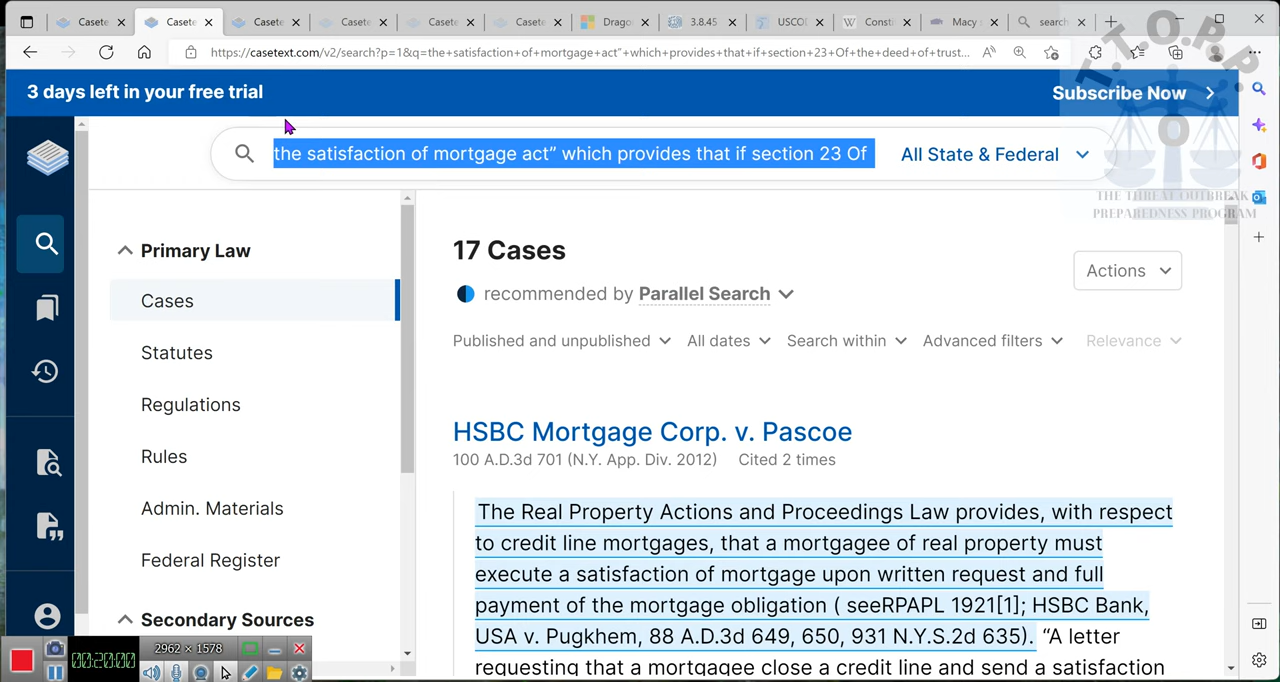 Casete
Casete
Casete
Casete
Casete
Casete
Drago
3.8.45
USCOL
Consti
Macy s
search
https://casetext.com/v2/search?p=1&q=the+satisfaction+of+mortgage+act"+which+provides+that+if+section+23+Of+the+deed+of+trust...
3 days left in your free trial
Subscribe Now
T.T.O.P.P.
the satisfaction of mortgage act” which provides that if section 23 Of
All State & Federal
THE THREAT OUTBREAK
PREPAREDNESS PROGRAM
Primary Law
Cases
Statutes
Regulations
Rules
Admin. Materials
Federal Register
Secondary Sources
17 Cases
Actions
recommended by Parallel Search
Published and unpublished
All dates
Search within
Advanced filters
Relevance
HSBC Mortgage Corp. v. Pascoe
100 A.D.3d 701 (N.Y. App. Div. 2012) Cited 2 times
The Real Property Actions and Proceedings Law provides, with respect
to credit line mortgages, that a mortgagee of real property must
execute a satisfaction of mortgage upon written request and full
payment of the mortgage obligation ( seeRPAPL 1921[1]; HSBC Bank,
USA v. Pugkhem, 88 A.D.3d 649, 650, 931 N.Y.S.2d 635). “A letter
requesting that a mortgagee close a credit line and send a satisfaction
2962 × 1578
00:20:00